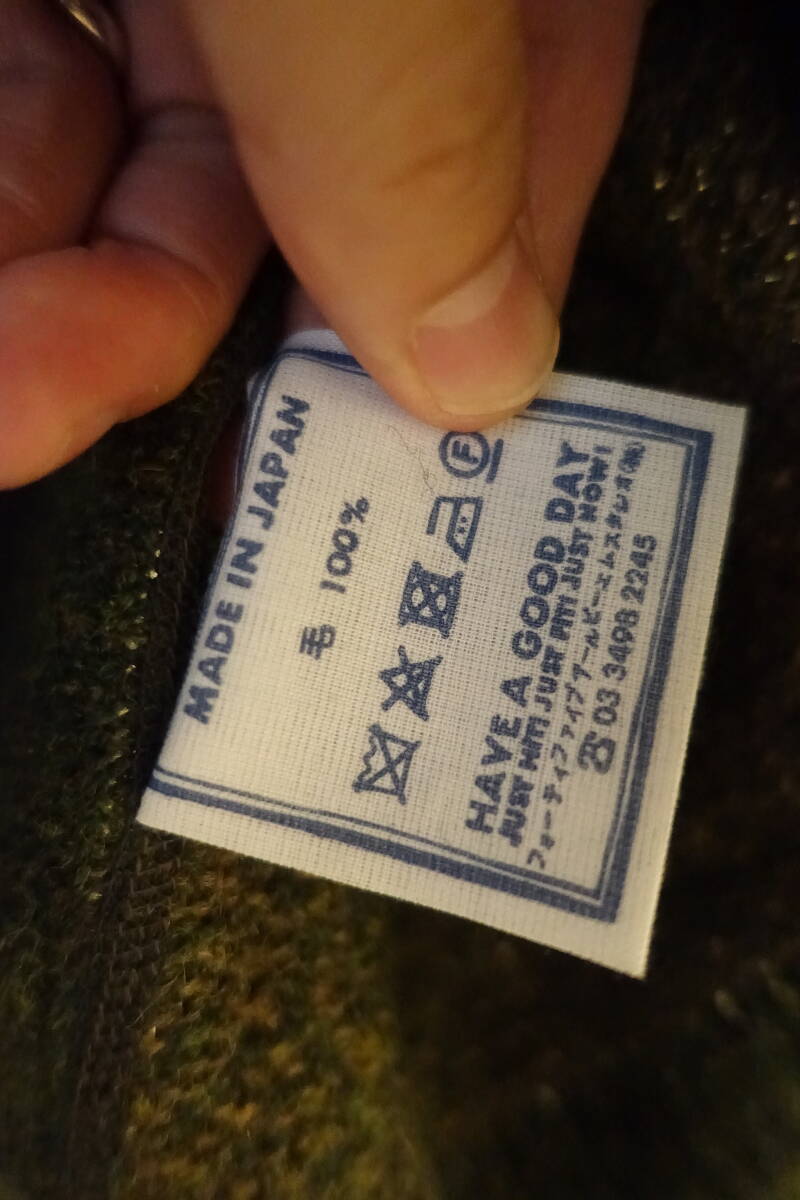 MADE IN JAPAN
毛 100%
F
HAVE A GOOD DAY
JUST HIT! JUST FIT! JUST NOW!
フォーティファイブアールピーエムスタジオ(株)
☎ 03 3498 2245